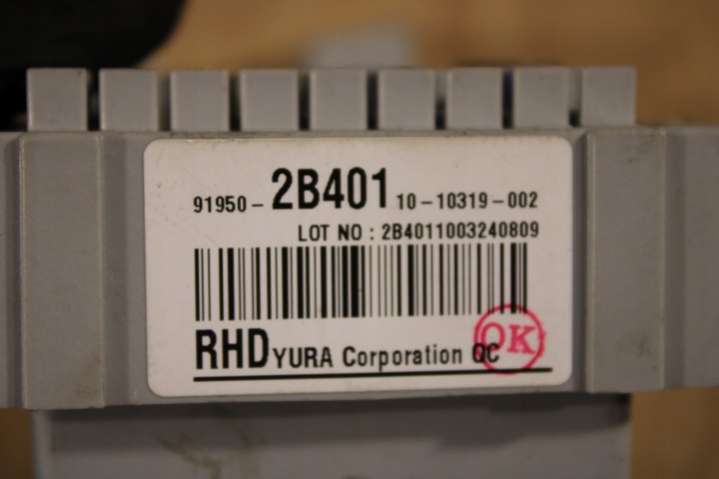 91950-2B401 10-10319-002
LOT NO : 2B4011003240809
RHD YURA Corporation QC
OK